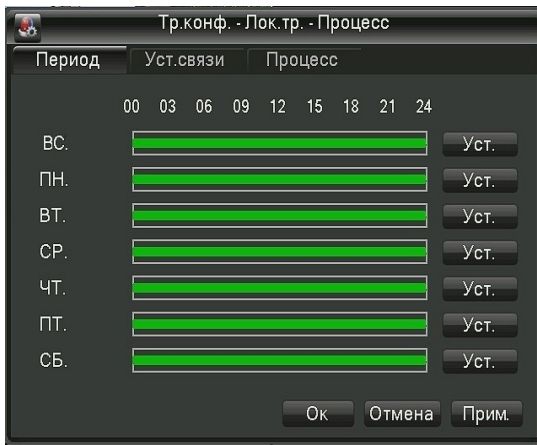 Тр.конф. - Лок.тр. - Процесс
Период Уст.связи Процесс
00 03 06 09 12 15 18 21 24
ВС. Уст.
ПН. Уст.
ВТ. Уст.
СР. Уст.
ЧТ. Уст.
ПТ. Уст.
СБ. Уст.
Ок Отмена Прим.